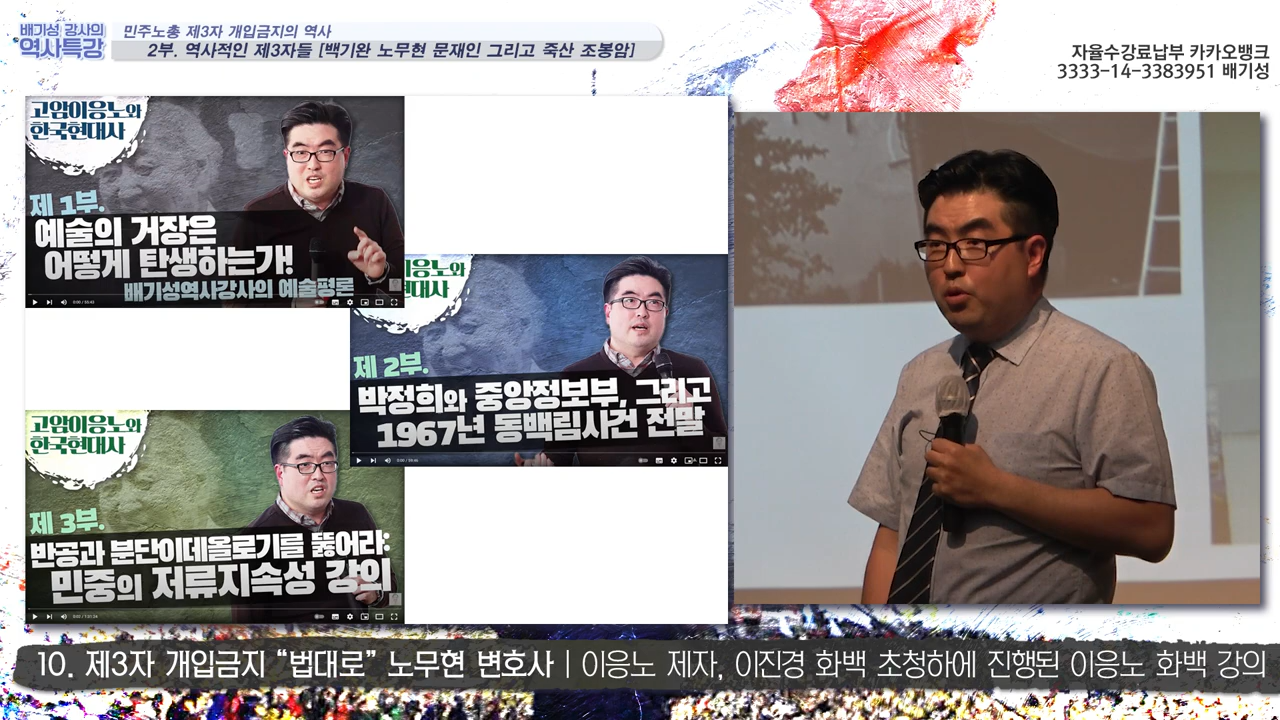 배기성 강사의
역사특강
민주노총 제3자 개입금지의 역사
2부. 역사적인 제3자들 [백기완 노무현 문재인 그리고 죽산 조봉암]
자율수강료납부 카카오뱅크
3333-14-3383951 배기성
고암이응노와
한국현대사
제 1부.
예술의 거장은
어떻게 탄생하는가!
배기성역사강사의 예술평론
이응노와
현대사
제 2부.
박정희와 중앙정보부, 그리고
1967년 동백림사건 전말
고암이응노와
한국현대사
제 3부.
반공과 분단이데올로기를 뚫어라:
민중의 저류지속성 강의
10. 제3자 개입금지 “법대로” 노무현 변호사 | 이응노 제자, 이진경 화백 초청하에 진행된 이응노 화백 강의